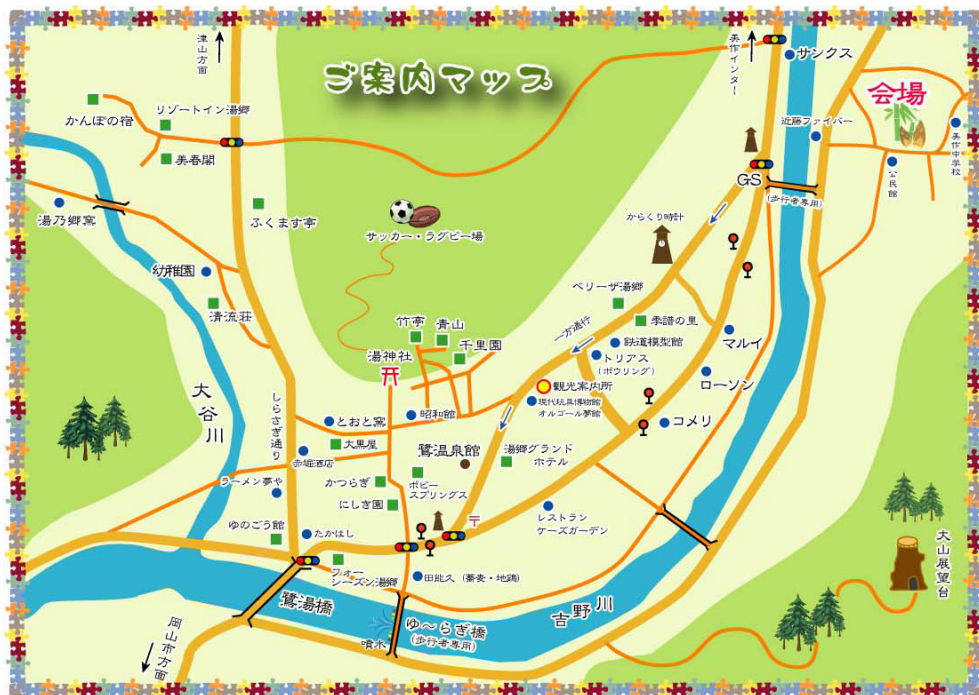 ご案内マップ
津山方面
美作インター
サンクス
会場
近藤ファイバー
美作中学校
公民館
かんぽの宿
リゾートイン湯郷
美春閣
湯乃郷窯
ふくます亭
サッカー・ラグビー場
からくり時計
GS
(歩行者専用)
幼稚園
清流荘
ベリーザ湯郷
季譜の里
一方通行
鉄道模型館
トリアス
(ボウリング)
マルイ
ローソン
コメリ
竹亭
青山
千里園
湯神社
観光案内所
現代玩具博物館
オルゴール夢館
昭和館
とおと窯
大黒屋
しらさぎ通り
赤堀酒店
大谷川
鷺温泉館
湯郷グランド
ホテル
ポピー
スプリングス
かつらぎ
にしき園
ラーメン夢や
ゆのごう館
たかはし
〒
レストラン
ケーズガーデン
フォー
シーズン湯郷
田能久(蕎麦・地鶏)
鷺湯橋
噴水
ゆ〜らぎ橋
(歩行者専用)
吉野川
大山展望台
岡山市方面